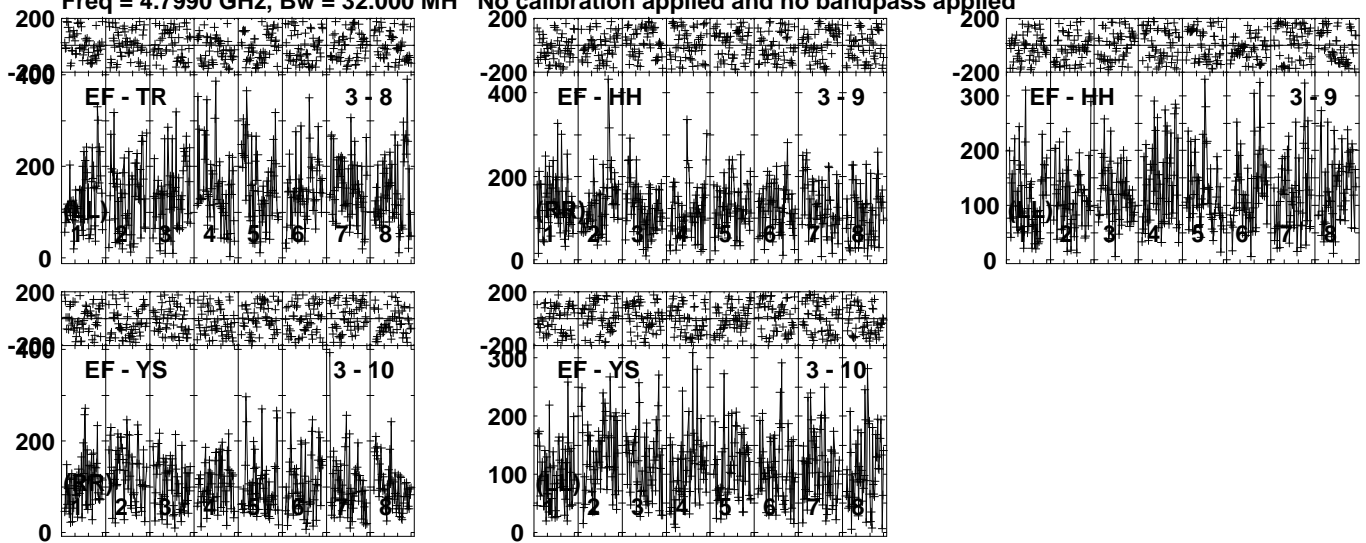 Freq = 4.7990 GHz, Bw = 32.000 MH No calibration applied and no bandpass applied
200 200 200
-200 -200 -200
400 EF - TR 3 - 8 400 EF - HH 3 - 9 300 EF - HH 3 - 9
200 200 200
100
(LL) (RR) (LL)
1 2 3 4 5 6 7 8 1 2 3 4 5 6 7 8 1 2 3 4 5 6 7 8
0 0 0
200 200
-200 -200
400 EF - YS 3 - 10 300 EF - YS 3 - 10
200 200
100
(RR) (LL)
1 2 3 4 5 6 7 8 1 2 3 4 5 6 7 8
0 0